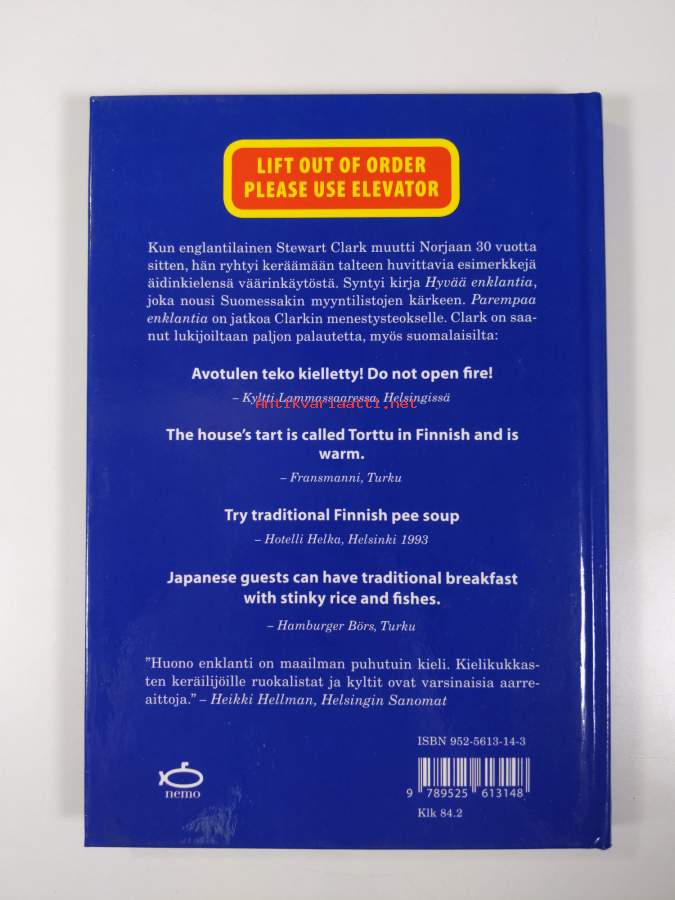 LIFT OUT OF ORDER
PLEASE USE ELEVATOR
Kun englantilainen Stewart Clark muutti Norjaan 30 vuotta
sitten, hän ryhtyi keräämään talteen huvittavia esimerkkejä
äidinkielensä väärinkäytöstä. Syntyi kirja Hyvää enklantia,
joka nousi Suomessakin myyntilistojen kärkeen. Parempaa
enklantia on jatkoa Clarkin menestysteokselle. Clark on saa-
nut lukijoiltaan paljon palautetta, myös suomalaisilta:
Avotulen teko kielletty! Do not open fire!
– Kyltti Lammassaaressa, Helsingissä
Antikvariaatti.net
The house's tart is called Torttu in Finnish and is
warm.
– Fransmanni, Turku
Try traditional Finnish pee soup
– Hotelli Helka, Helsinki 1993
Japanese guests can have traditional breakfast
with stinky rice and fishes.
– Hamburger Börs, Turku
”Huono enklanti on maailman puhutuin kieli. Kielikukkas-
ten keräilijöille ruokalistat ja kyltit ovat varsinaisia aarre-
aittoja.” – Heikki Hellman, Helsingin Sanomat
ISBN 952-5613-14-3
nemo
9 789525 613148
Klk 84.2